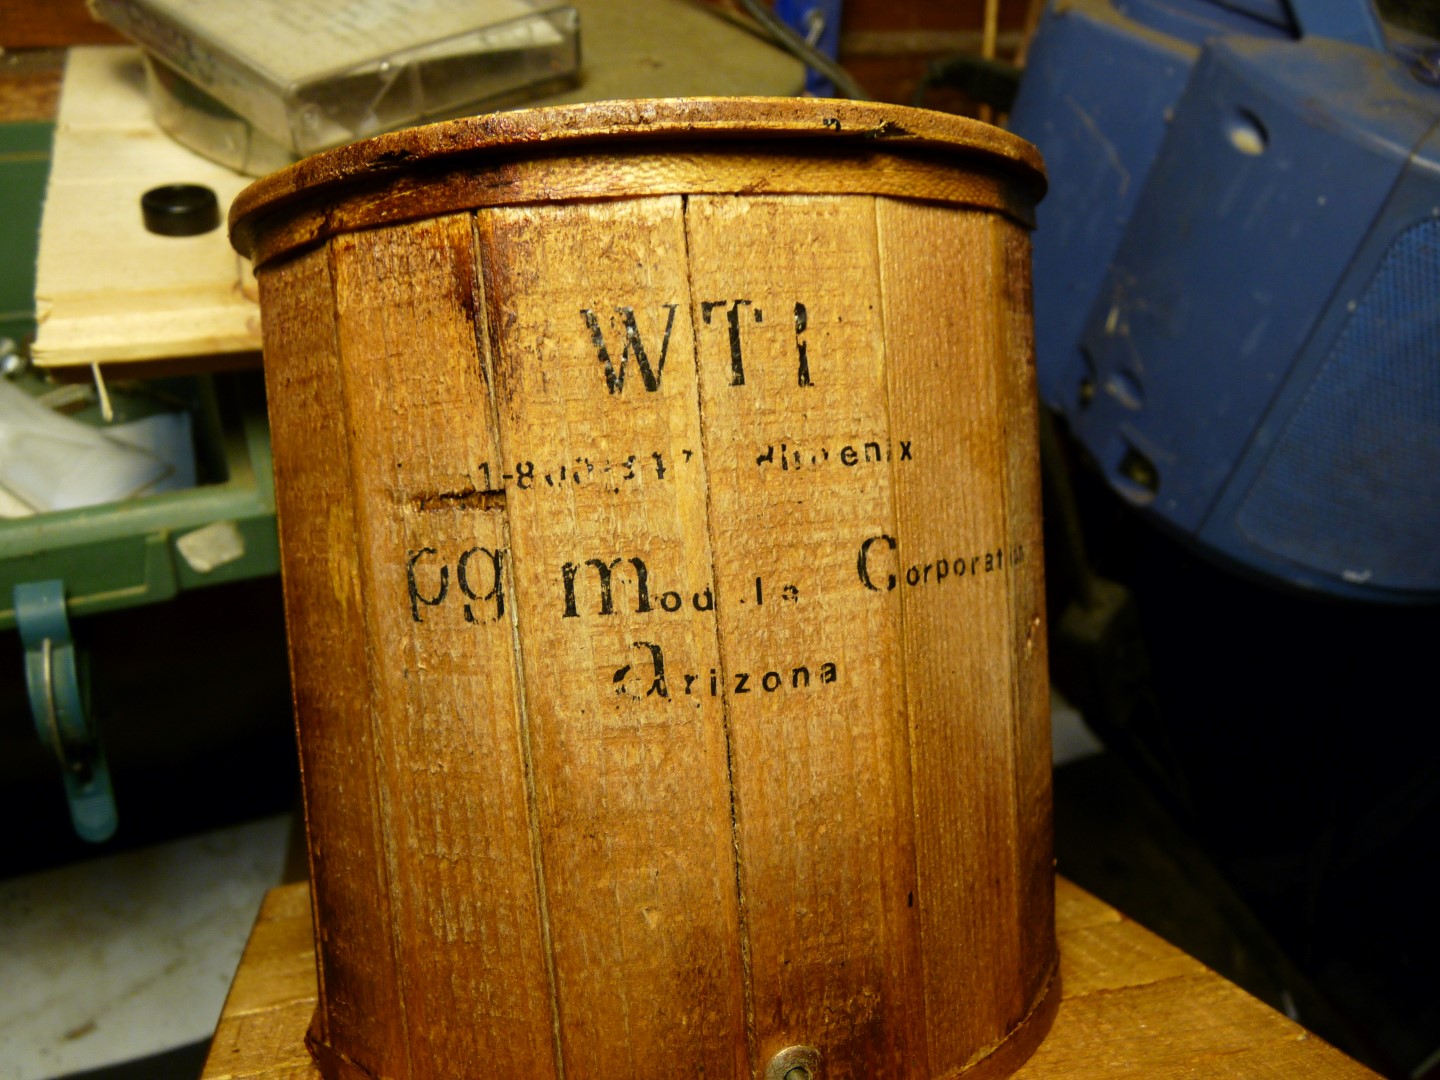 WTI
Phoenix
pg Module Corporation
Arizona